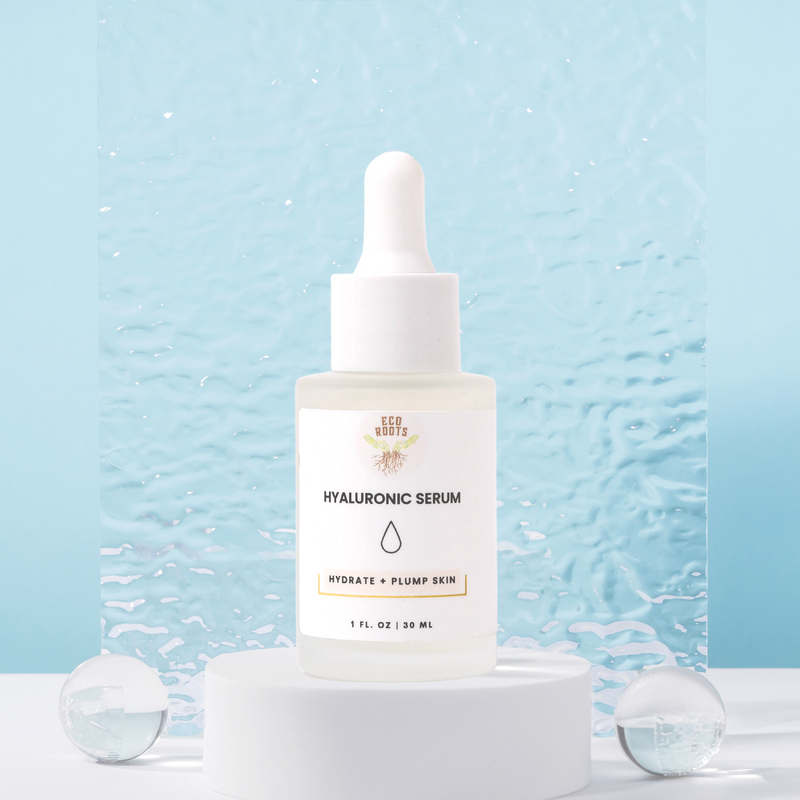 ECO
ROOTS
HYALURONIC SERUM
HYDRATE + PLUMP SKIN
1 FL. OZ | 30 ML